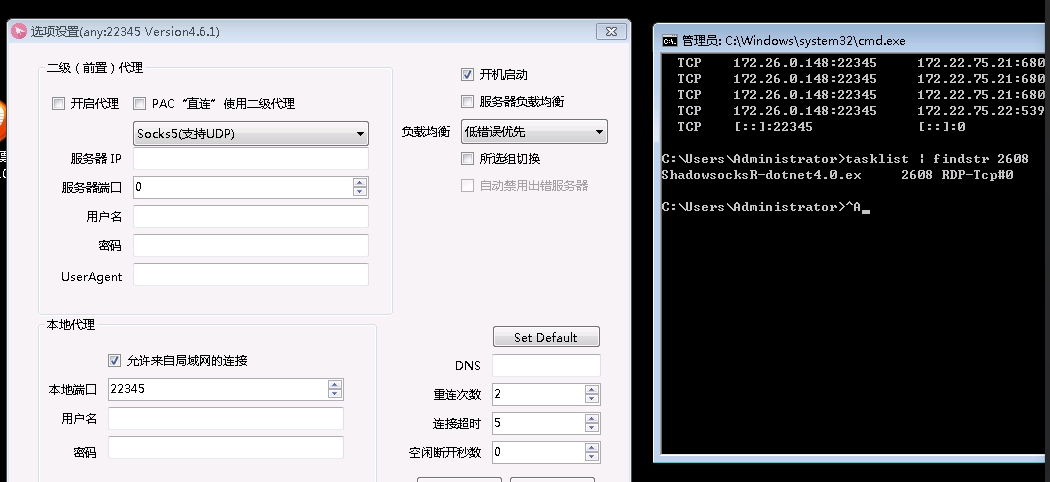 选项设置(any:22345 Version4.6.1)
二级（前置）代理
开启代理
PAC “直连”使用二级代理
Socks5(支持UDP)
服务器 IP
服务器端口
0
用户名
密码
UserAgent
开机启动
服务器负载均衡
负载均衡
低错误优先
所选组切换
自动禁用出错服务器
本地代理
允许来自局域网的连接
本地端口
22345
用户名
密码
Set Default
DNS
重连次数
2
连接超时
5
空闲断开秒数
0
管理员: C:\Windows\system32\cmd.exe
TCP 172.26.0.148:22345 172.22.75.21:680
TCP 172.26.0.148:22345 172.22.75.21:680
TCP 172.26.0.148:22345 172.22.75.21:680
TCP 172.26.0.148:22345 172.22.75.22:539
TCP [::]:22345 [::]:0
C:\Users\Administrator>tasklist | findstr 2608
ShadowsocksR-dotnet4.0.ex 2608 RDP-Tcp#0
C:\Users\Administrator>^A_